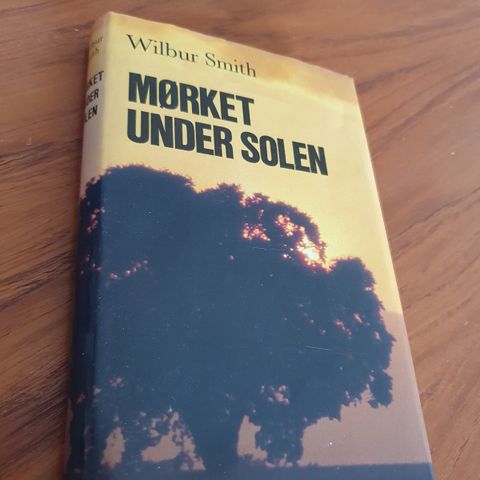 Wilbur Smith
MØRKET
UNDER SOLEN